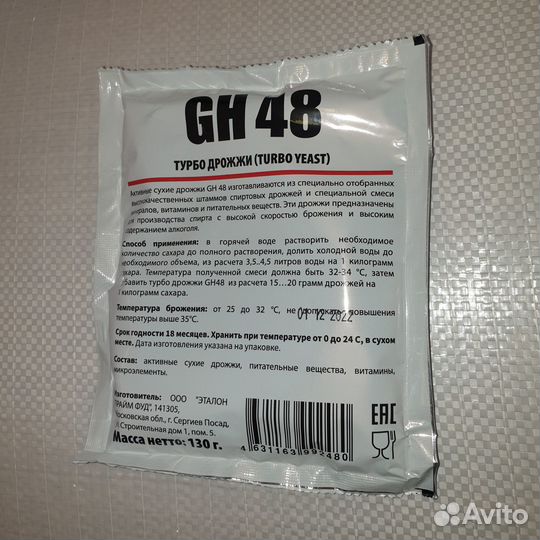 GH 48
ТУРБО ДРОЖЖИ (TURBO YEAST)
Активные сухие дрожжи GH 48 изготавливаются из специально отобранных
высококачественных штаммов спиртовых дрожжей и специальной смеси
минералов, витаминов и питательных веществ. Эти дрожжи предназначены
для производства спирта с высокой скоростью брожения и высоким
содержанием алкоголя.
Способ применения: в горячей воде растворить необходимое
количество сахара до полного растворения, долить холодной воды до
необходимого объема, из расчета 3,5..4,5 литров воды на 1 килограмм
сахара. Температура полученной смеси должна быть 32-34 °C, затем
добавить турбо дрожжи GH48 из расчета 15...20 грамм дрожжей на
1 килограмм сахара.
Температура брожения: от 25 до 32 °C, не допускать повышения
температуры выше 35°C.
01 12 2022
Срок годности 18 месяцев. Хранить при температуре от 0 до 24 С, в сухом
месте. Дата изготовления указана на упаковке.
Состав: активные сухие дрожжи, питательные вещества, витамины,
микроэлементы.
Изготовитель: ООО "ЭТАЛОН
ПРАЙМ ФУД", 141305,
Московская обл., г. Сергиев Посад,
ул Строительная дом 1, пом. 5.
Масса нетто: 130 г.
4 631163 992480
EAC
Avito